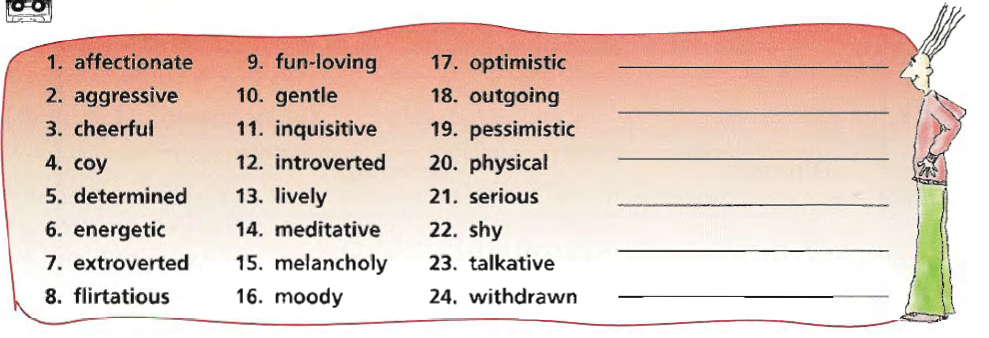 1. affectionate
2. aggressive
3. cheerful
4. coy
5. determined
6. energetic
7. extroverted
8. flirtatious
9. fun-loving
10. gentle
11. inquisitive
12. introverted
13. lively
14. meditative
15. melancholy
16. moody
17. optimistic
18. outgoing
19. pessimistic
20. physical
21. serious
22. shy
23. talkative
24. withdrawn